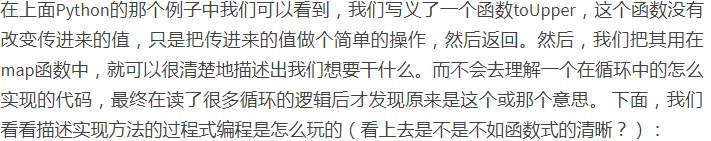 在上面Python的那个例子中我们可以看到，我们写义了一个函数toUpper，这个函数没有
改变传进来的值，只是把传进来的值做个简单的操作，然后返回。然后，我们把其用在
map函数中，就可以很清楚地描述出我们想要干什么。而不会去理解一个在循环中的怎么
实现的代码，最终在读了很多循环的逻辑后才发现原来是这个或那个意思。 下面，我们
看看描述实现方法的过程式编程是怎么玩的（看上去是不是不如函数式的清晰？）：